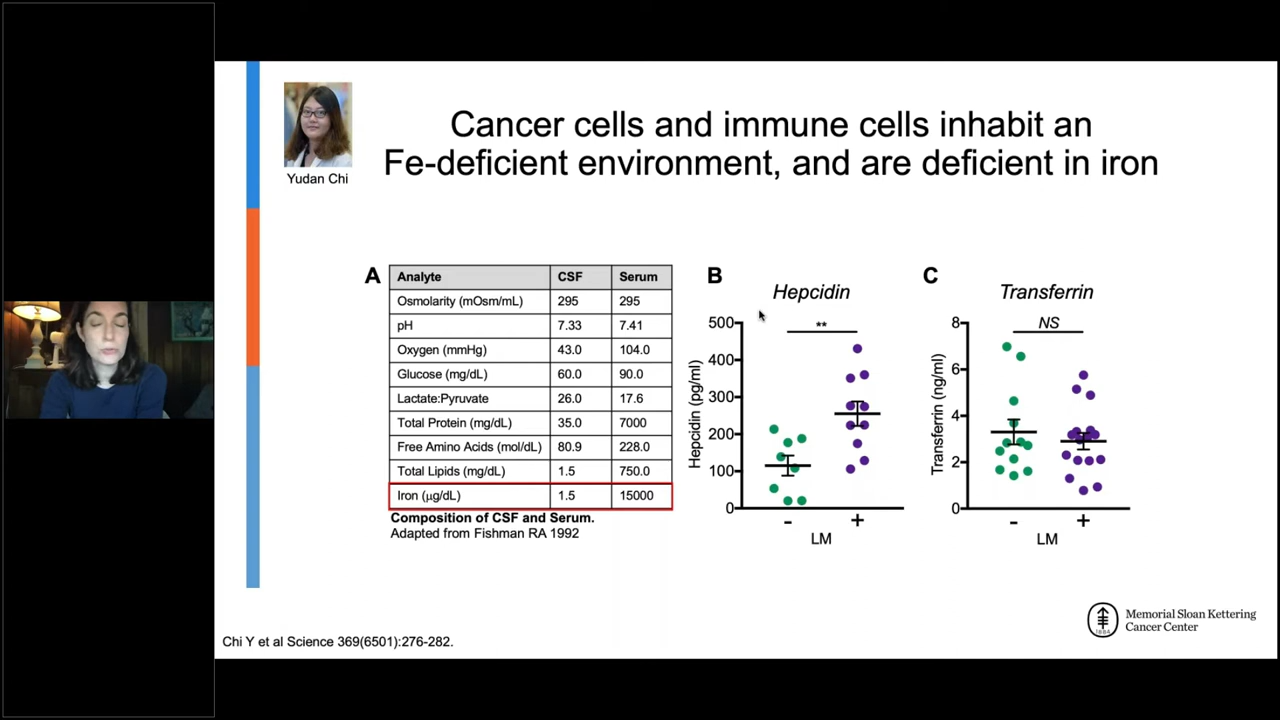 Cancer cells and immune cells inhabit an
Fe-deficient environment, and are deficient in iron
Yudan Chi
A
Analyte CSF Serum
Osmolarity (mOsm/mL) 295 295
pH 7.33 7.41
Oxygen (mmHg) 43.0 104.0
Glucose (mg/dL) 60.0 90.0
Lactate:Pyruvate 26.0 17.6
Total Protein (mg/dL) 35.0 7000
Free Amino Acids (mol/dL) 80.9 228.0
Total Lipids (mg/dL) 1.5 750.0
Iron (μg/dL) 1.5 15000
Composition of CSF and Serum.
Adapted from Fishman RA 1992
B
Hepcidin
**
Hepcidin (pg/ml)
500
400
300
200
100
0
- +
LM
C
Transferrin
NS
Transferrin (ng/ml)
8
6
4
2
0
- +
LM
1884
Memorial Sloan Kettering
Cancer Center
Chi Y et al Science 369(6501):276-282.